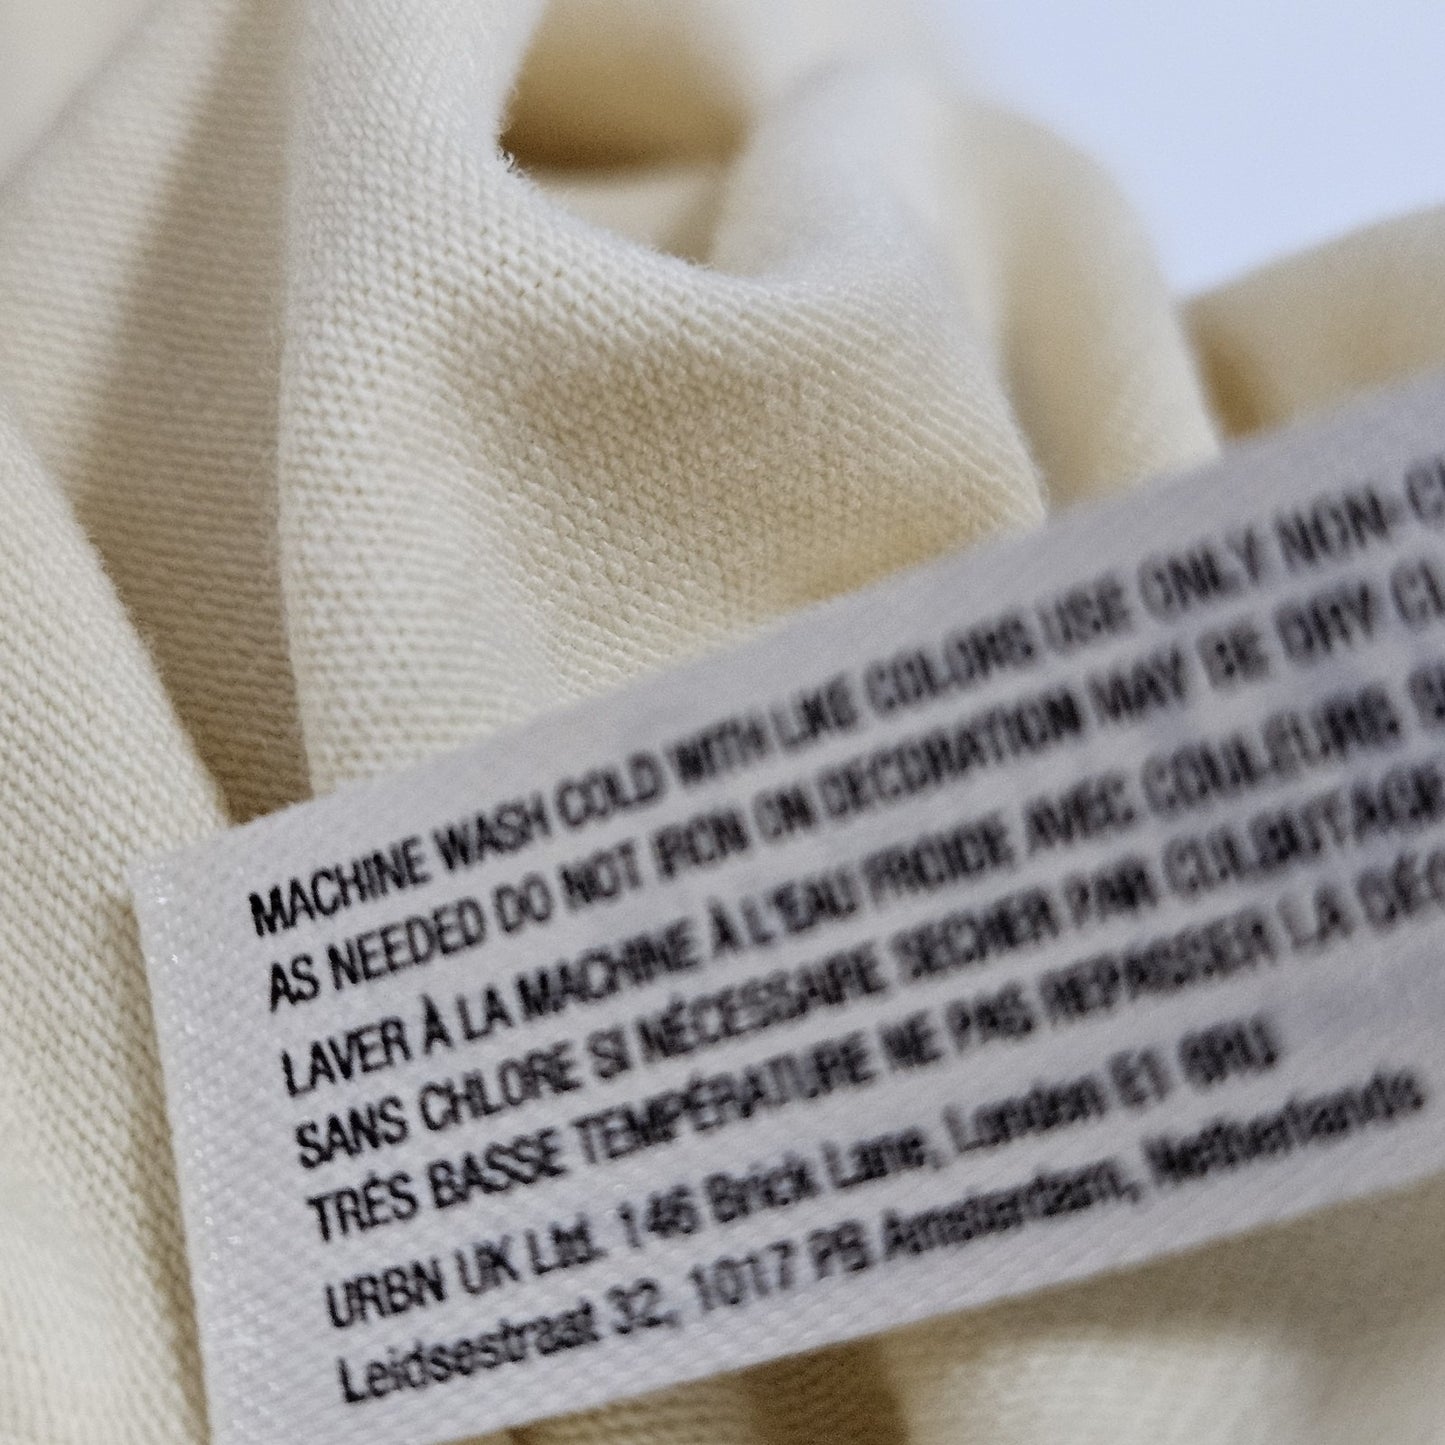 MACHINE WASH COLD WITH LIKE COLORS USE ONLY NON-
AS NEEDED DO NOT IRON ON DECORATION MAY BE DRY
LAVER À LA MACHINE À L'EAU FROIDE AVEC COULEURS
SANS CHLORE SI NÉCESSAIRE SECHER PAR CULBUTAGE
TRÉS BASSE TEMPÉRATURE NE PAS REPASSER LA
URBN UK Ltd. 146 Brick Lane, London E1 6RU
Leidsestraat 32, 1017 PB Amsterdam, Netherlands